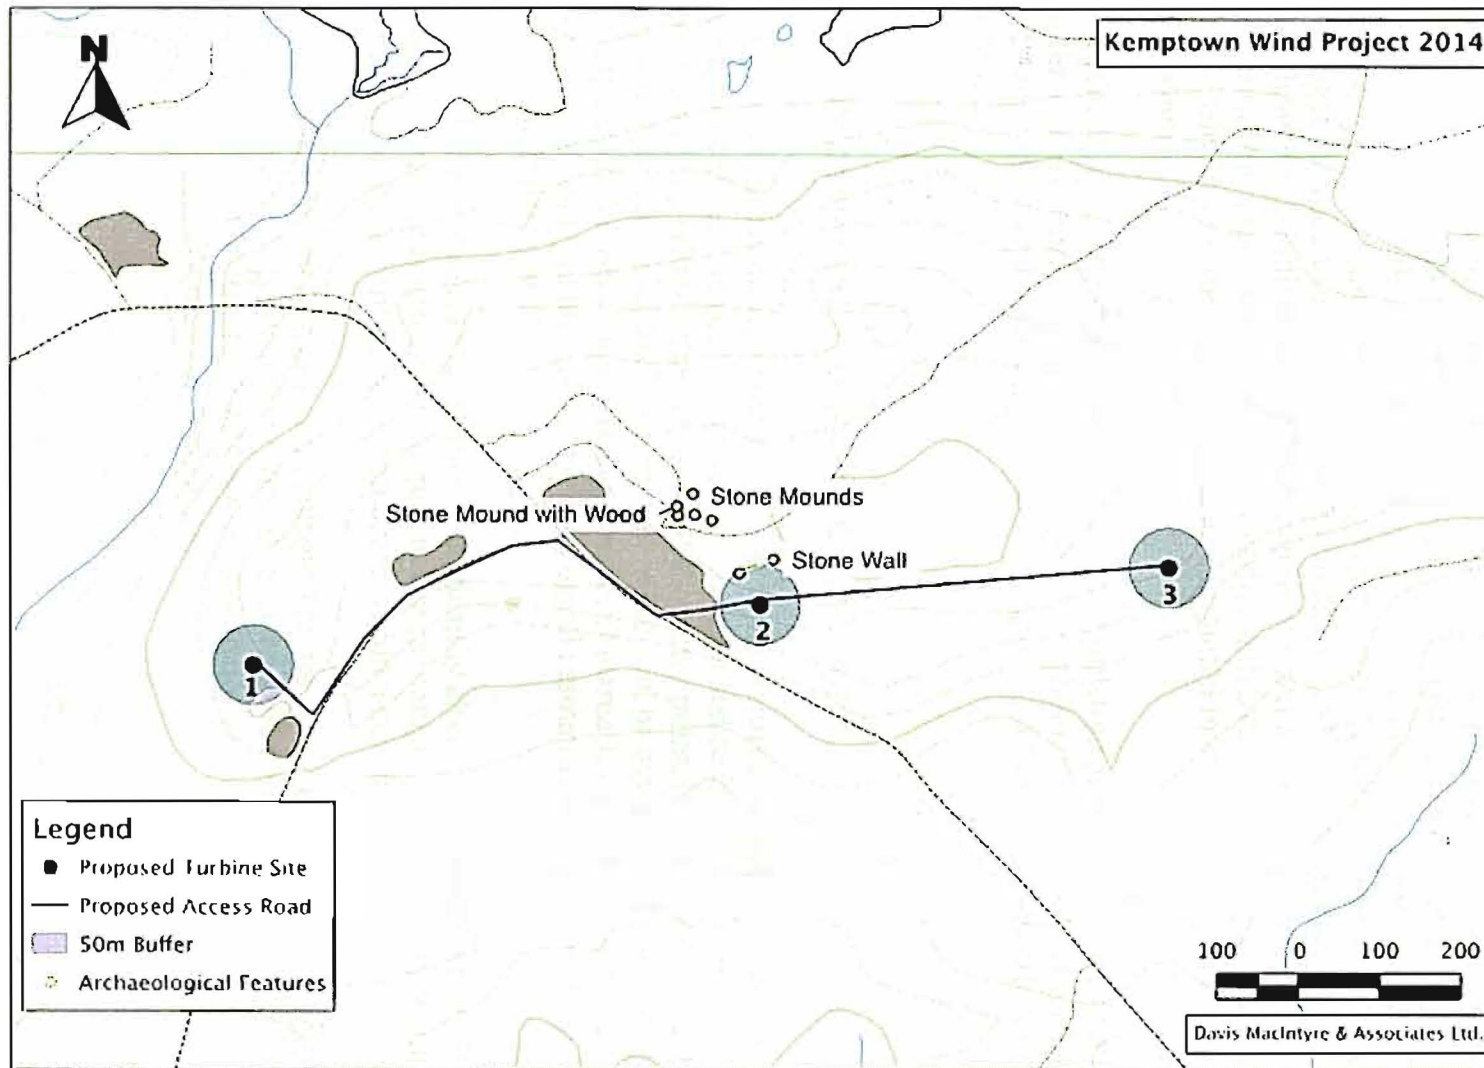 N
Kemptown Wind Project 2014
Stone Mounds
Stone Mound with Wood
Stone Wall
1
2
3
Legend
Proposed Turbine Site
Proposed Access Road
50m Buffer
Archaeological Features
100 0 100 200
Davis MacIntyre & Associates Ltd.